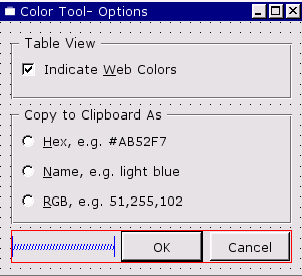 Color Tool- Options
Table View
Indicate Web Colors
Copy to Clipboard As
Hex, e.g. #AB52F7
Name, e.g. light blue
RGB, e.g. 51,255,102
OK Cancel